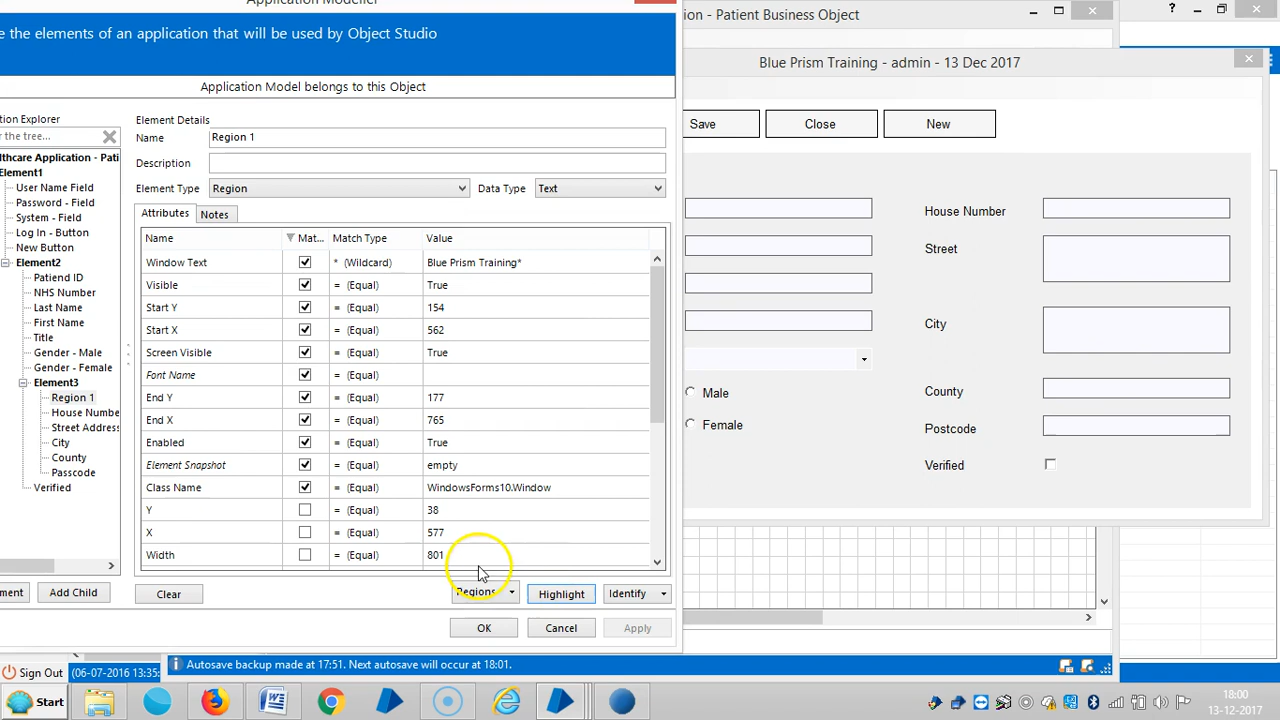 Application Modeller
e the elements of an application that will be used by Object Studio
Application Model belongs to this Object
tion Explorer
r the tree...
lthcare Application - Pati
Element1
User Name Field
Password - Field
System - Field
Log In - Button
New Button
Element2
Patiend ID
NHS Number
Last Name
First Name
Title
Gender - Male
Gender - Female
Element3
Region 1
House Numbe
Street Address
City
County
Passcode
Verified
ment
Add Child
Element Details
Name
Region 1
Description
Element Type
Region
Data Type
Text
Attributes
Notes
Name
Mat...
Match Type
Value
Window Text * (Wildcard) Blue Prism Training*
Visible = (Equal) True
Start Y = (Equal) 154
Start X = (Equal) 562
Screen Visible = (Equal) True
Font Name = (Equal)
End Y = (Equal) 177
End X = (Equal) 765
Enabled = (Equal) True
Element Snapshot = (Equal) empty
Class Name = (Equal) WindowsForms10.Window
Y = (Equal) 38
X = (Equal) 577
Width = (Equal) 801
Clear
Regions
Highlight
Identify
OK
Cancel
Apply
ion - Patient Business Object
Blue Prism Training - admin - 13 Dec 2017
Save
Close
New
House Number
Street
City
County
Postcode
Verified
Male
Female
Sign Out
(06-07-2016 13:35:
Autosave backup made at 17:51. Next autosave will occur at 18:01.
Start
18:00
13-12-2017